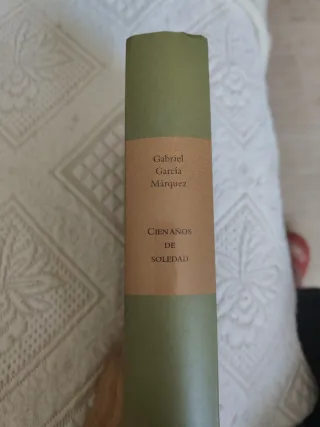 Gabriel
García
Márquez
CIEN AÑOS
DE
SOLEDAD